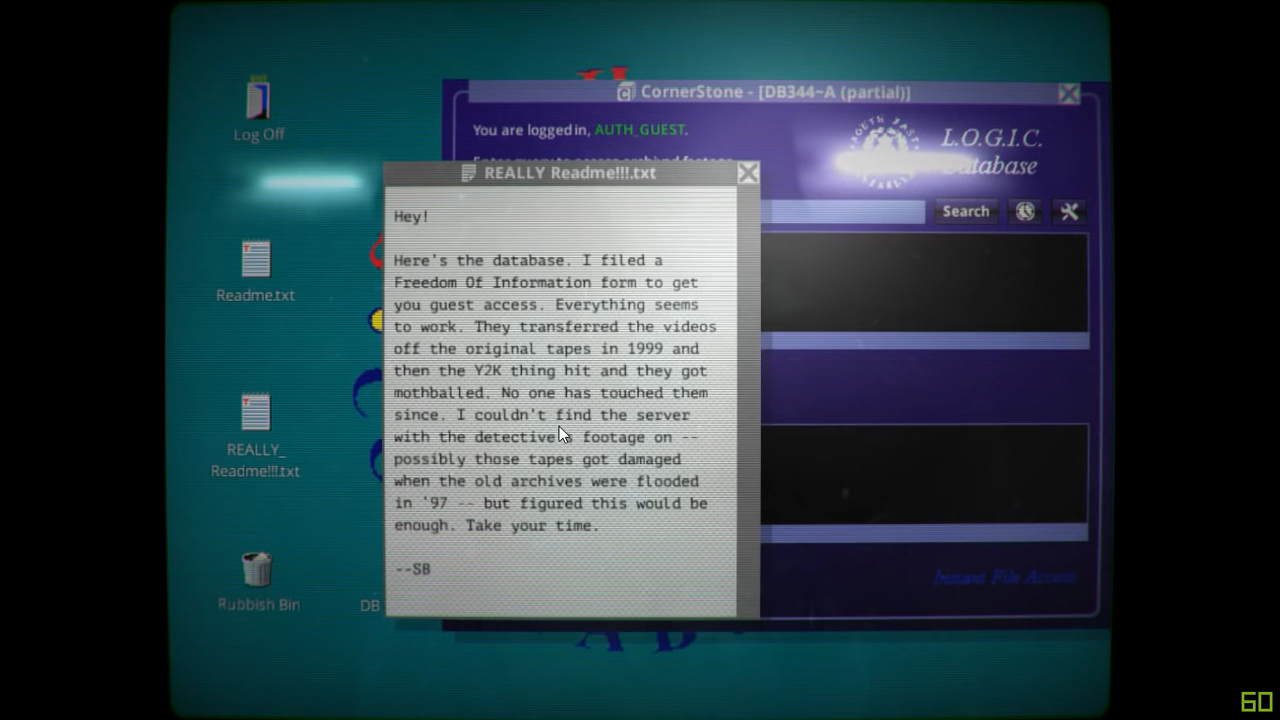 CornerStone - [DB344~A (partial)]
You are logged in, AUTH_GUEST.
SOUTH EAST
L.O.G.I.C.
Database
Search
Instant File Access
Log Off
Readme.txt
REALLY_
Readme!!!.txt
Rubbish Bin
DB
REALLY Readme!!!.txt
Hey!
Here's the database. I filed a
Freedom Of Information form to get
you guest access. Everything seems
to work. They transferred the videos
off the original tapes in 1999 and
then the Y2K thing hit and they got
mothballed. No one has touched them
since. I couldn't find the server
with the detective's footage on --
possibly those tapes got damaged
when the old archives were flooded
in '97 -- but figured this would be
enough. Take your time.
--SB
60